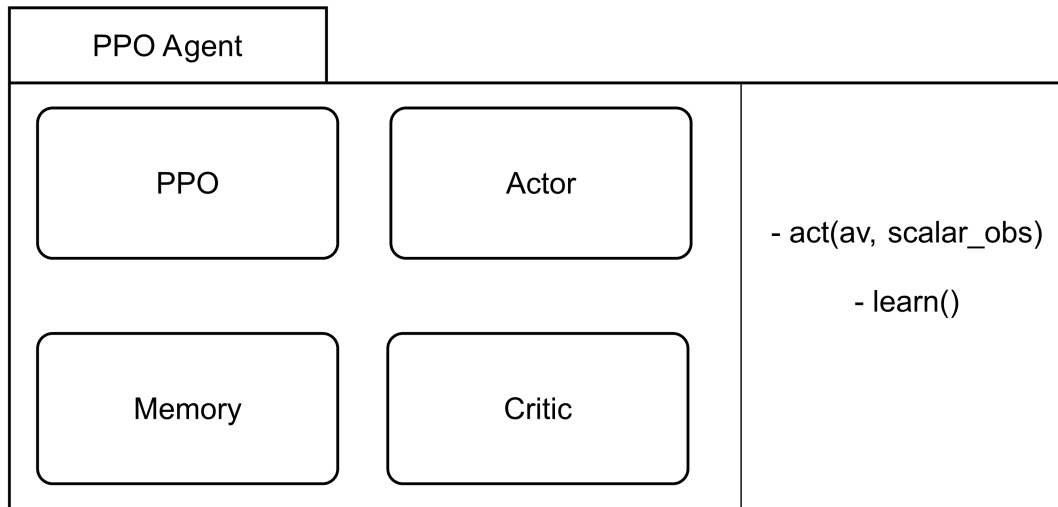 PPO Agent
PPO
Actor
Memory
Critic
- act(av, scalar_obs)
- learn()